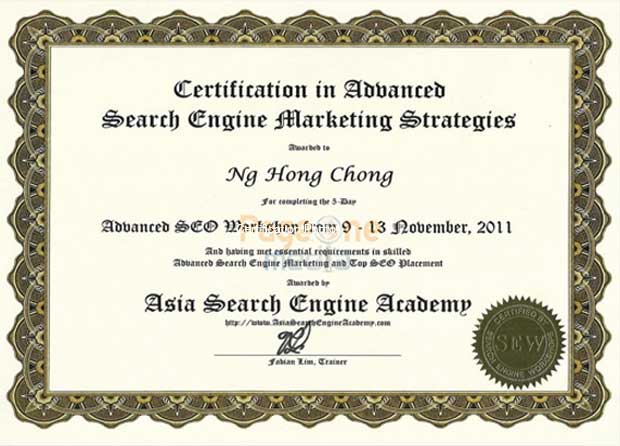 Certification in Advanced
Search Engine Marketing Strategies
Awarded to
Ng Hong Chong
For completing the 5-Day
Advanced SEO Workshop from 9 - 13 November, 2011
PageOne
media
And having met essential requirements in skilled
Advanced Search Engine Marketing and Top SEO Placement
Awarded by
Asia Search Engine Academy
http://www.AsiaSearchEngineAcademy.com
Fabian Lim, Trainer
CERTIFIED BY
SEW
SEARCH ENGINE